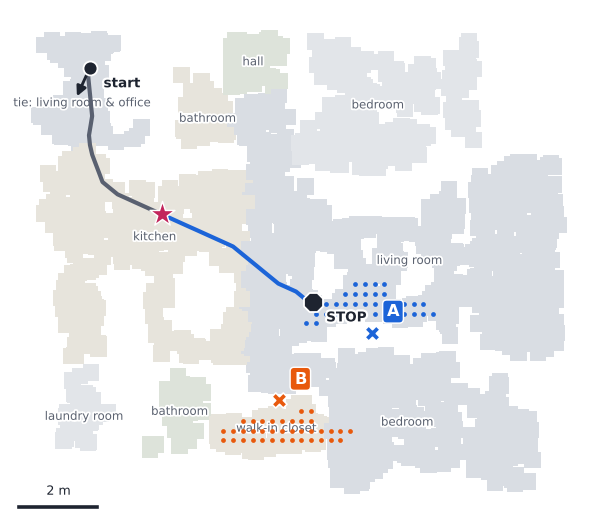 hall
start
tie: living room & office
bedroom
bathroom
kitchen
living room
A
STOP
B
laundry room
bathroom
walk-in closet
bedroom
2 m